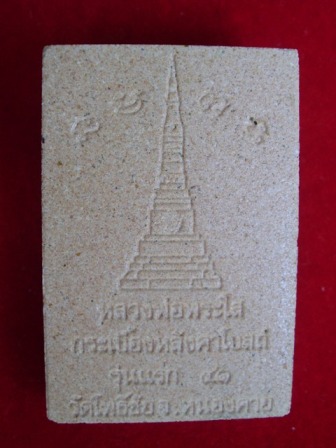 หลวงพ่อพระใส
กระเบื้องหลังคาโบสถ์
รุ่นแรก ๔๑
วัดโพธิ์ชัย จ.หนองคาย